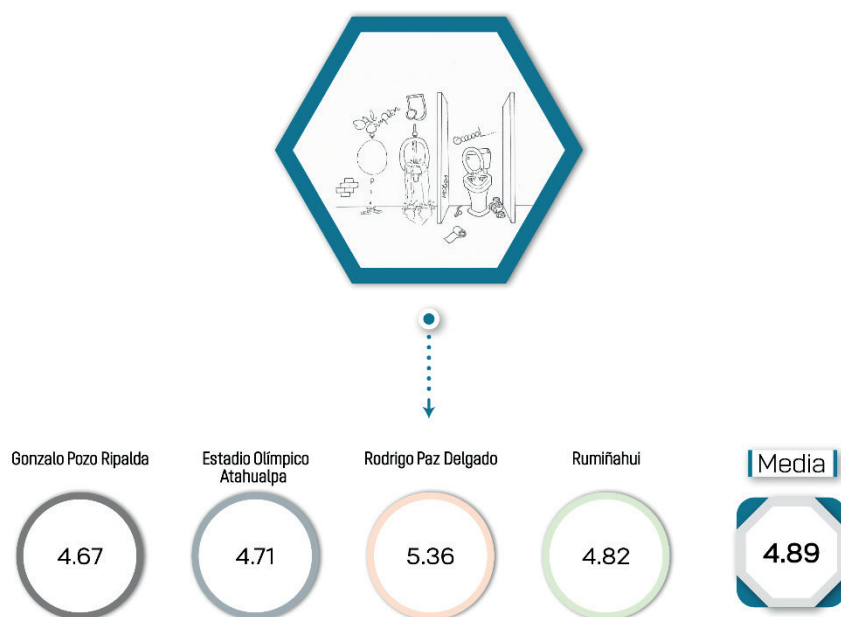 Gonzalo Pozo Ripalda
Estadio Olímpico
Atahualpa
Rodrigo Paz Delgado
Rumiñahui
Media
4.67
4.71
5.36
4.82
4.89